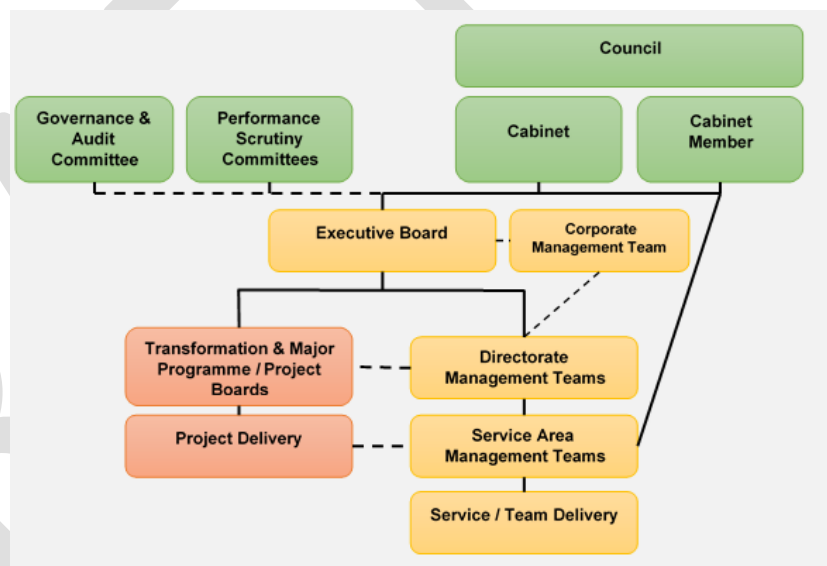 Council
Governance &
Audit
Committee
Performance
Scrutiny
Committees
Cabinet
Cabinet
Member
Executive Board
Corporate
Management Team
Transformation & Major
Programme / Project
Boards
Directorate
Management Teams
Project Delivery
Service Area
Management Teams
Service / Team Delivery